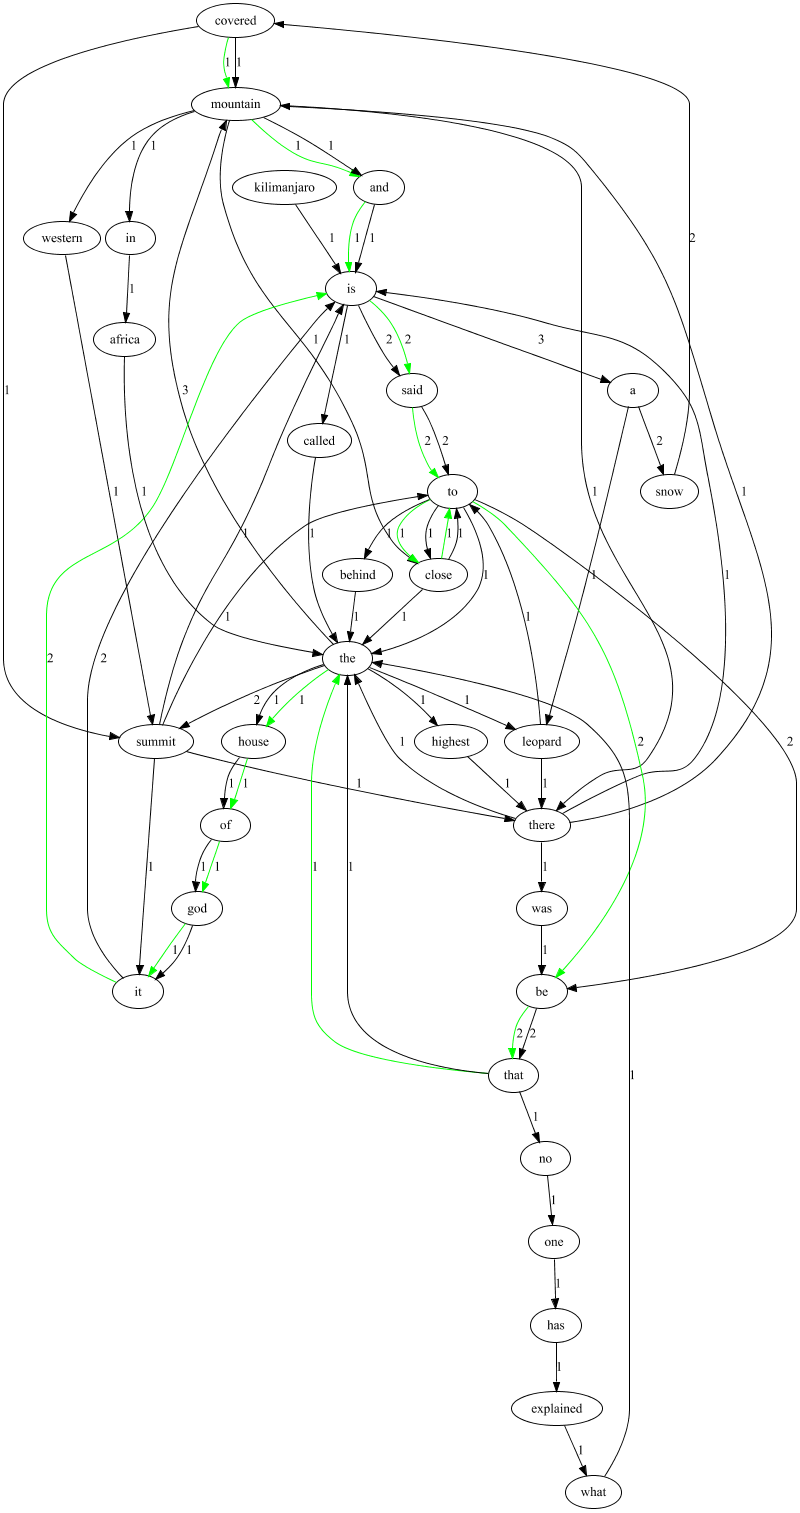 covered
1 1
mountain
1 1 1 1
kilimanjaro and
western in 1 1 1
1 is
africa 1 1 2 2 3
said a
called 2 2 2 2
1 1 1 to snow 1
3 1 1 1 1 1 1
behind close 1
1 1 1 1 1
the
1 2 2 1 1 1 1 2 2
summit house highest leopard
1 1 1 1 1 1
of there
1 1 1 1 1 1
god was
1 1 1
it be
2 2
that
1
no
1
one
1
has
1 1
explained
1
what